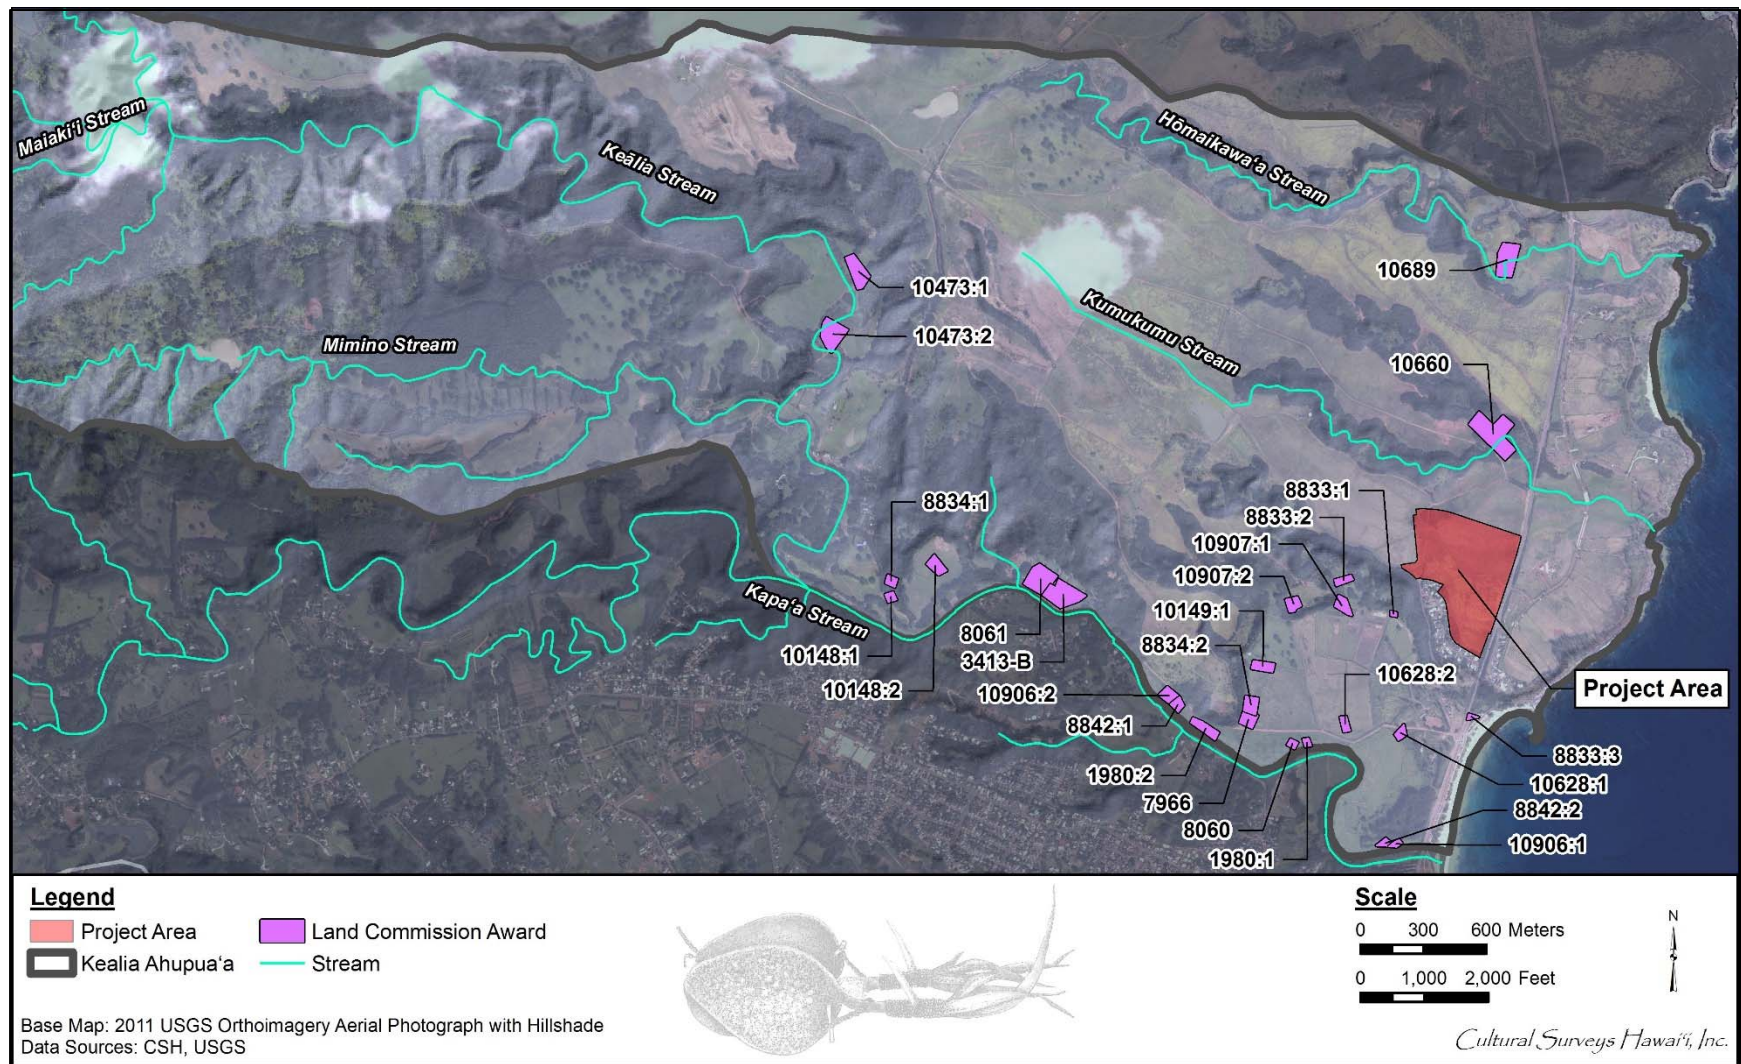 Maiaki‘i Stream
Keālia Stream
Hōmaikawa‘a Stream
10689
10473:1
Kumukumu Stream
10473:2
Mimino Stream
10660
8833:1
8834:1
8833:2
10907:1
10907:2
Kapa‘a Stream
10149:1
8061
8834:2
10148:1
3413-B
10628:2
10148:2
10906:2
Project Area
8842:1
8833:3
1980:2
10628:1
7966
8842:2
8060
10906:1
1980:1
Legend
Project Area
Land Commission Award
Kealia Ahupua‘a
Stream
Base Map: 2011 USGS Orthoimagery Aerial Photograph with Hillshade
Data Sources: CSH, USGS
Scale
0 300 600 Meters
0 1,000 2,000 Feet
N
Cultural Surveys Hawai‘i, Inc.